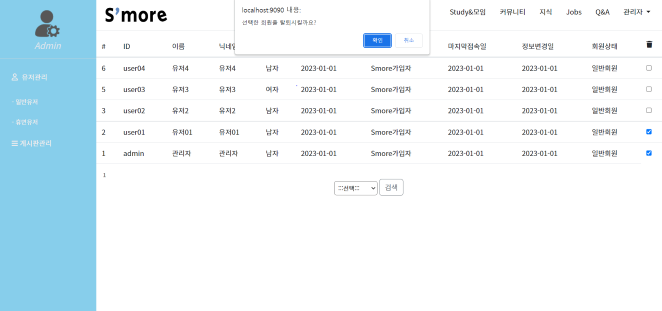 S'more
localhost:9090 내용:
선택한 회원을 탈퇴시킬까요?
확인 취소
Study&모임 커뮤니티 지식 Jobs Q&A 관리자
Admin
유저관리
- 일반유저
- 휴면유저
게시판관리
# ID 이름 닉네임 마지막접속일 정보변경일 회원상태
6 user04 유저4 유저4 남자 2023-01-01 Smore가입자 2023-01-01 2023-01-01 일반회원
5 user03 유저3 유저3 여자 2023-01-01 Smore가입자 2023-01-01 2023-01-01 일반회원
3 user02 유저2 유저2 남자 2023-01-01 Smore가입자 2023-01-01 2023-01-01 일반회원
2 user01 유저01 유저01 남자 2023-01-01 Smore가입자 2023-01-01 2023-01-01 일반회원
1 admin 관리자 관리자 남자 2023-01-01 Smore가입자 2023-01-01 2023-01-01 일반회원
1
:::선택::: 검색